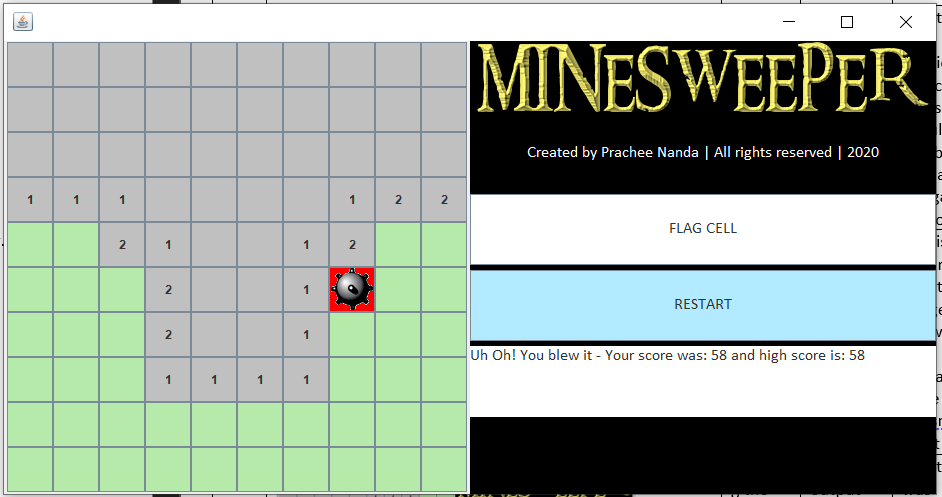 MINESWEEPER
Created by Prachee Nanda | All rights reserved | 2020
1 1 1 1 2 2
2 1 1 2
2 1
2 1
1 1 1 1
FLAG CELL
RESTART
Uh Oh! You blew it - Your score was: 58 and high score is: 58